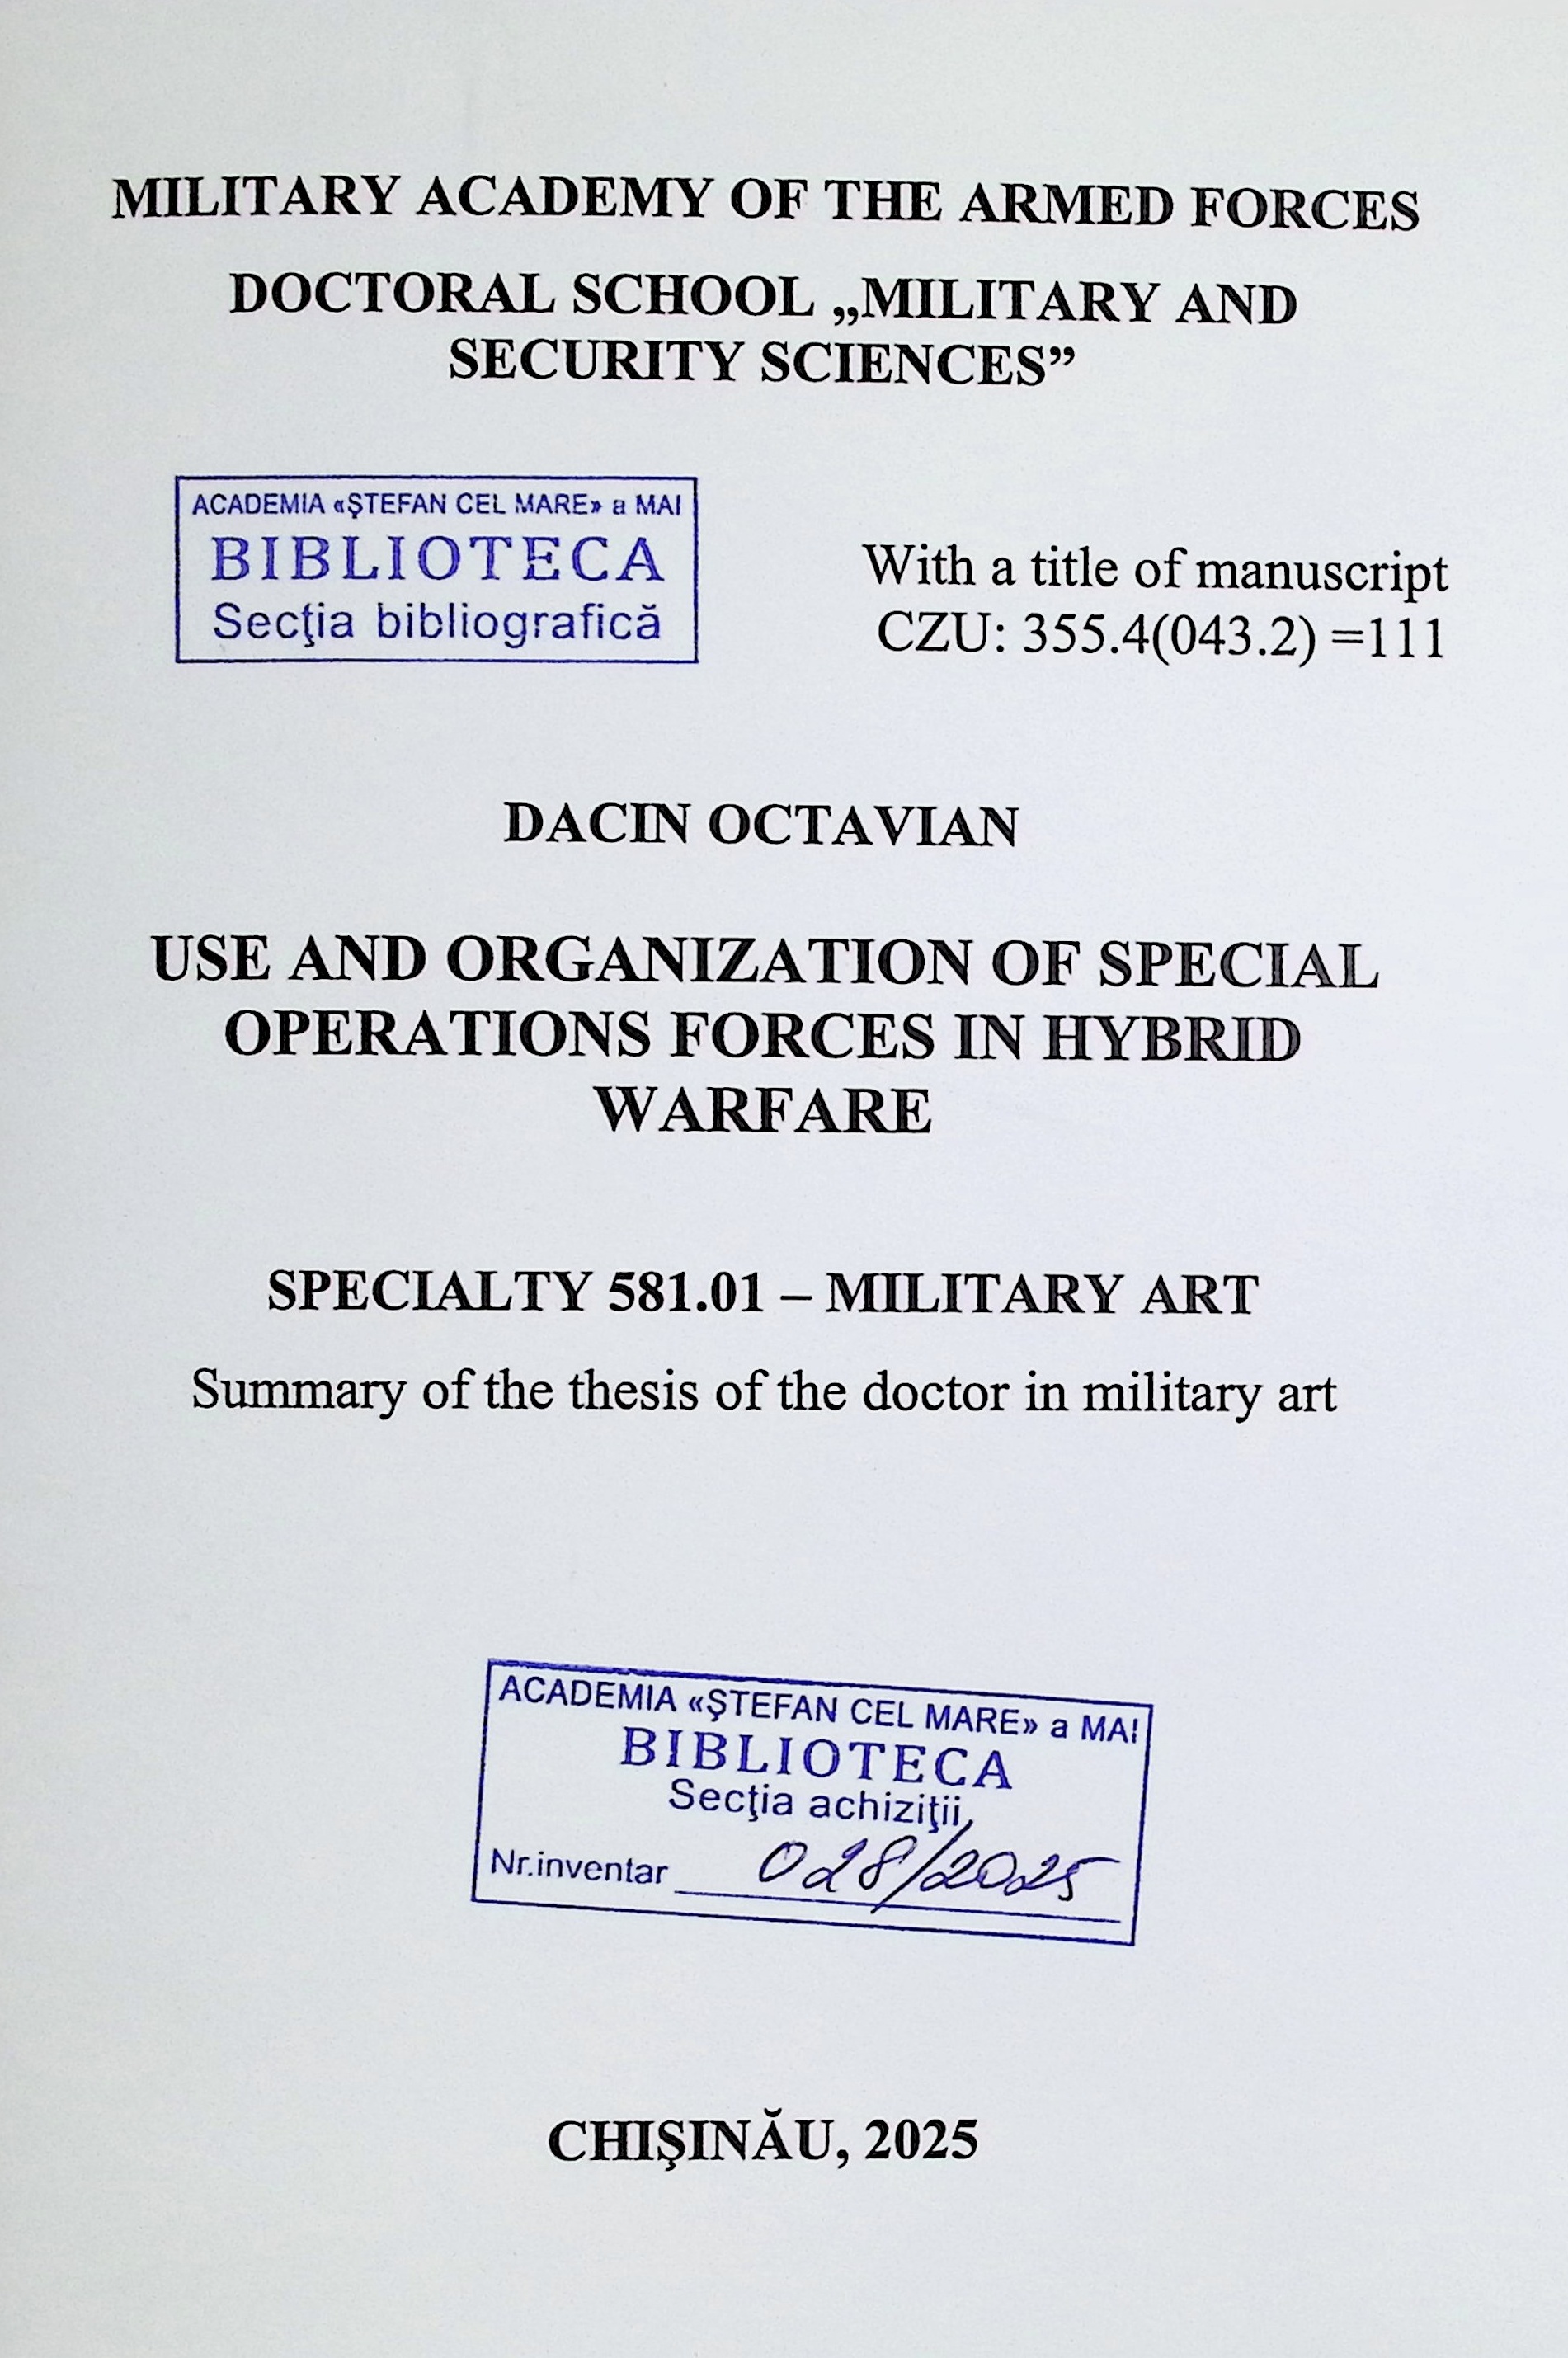 MILITARY ACADEMY OF THE ARMED FORCES
DOCTORAL SCHOOL „MILITARY AND
SECURITY SCIENCES”
ACADEMIA «ŞTEFAN CEL MARE» a MAI
BIBLIOTECA
Secţia bibliografică
With a title of manuscript
CZU: 355.4(043.2) =111
DACIN OCTAVIAN
USE AND ORGANIZATION OF SPECIAL
OPERATIONS FORCES IN HYBRID
WARFARE
SPECIALTY 581.01 – MILITARY ART
Summary of the thesis of the doctor in military art
ACADEMIA «ŞTEFAN CEL MARE» a MAI
BIBLIOTECA
Secţia achiziţii
Nr.inventar 028/2025
CHIŞINĂU, 2025